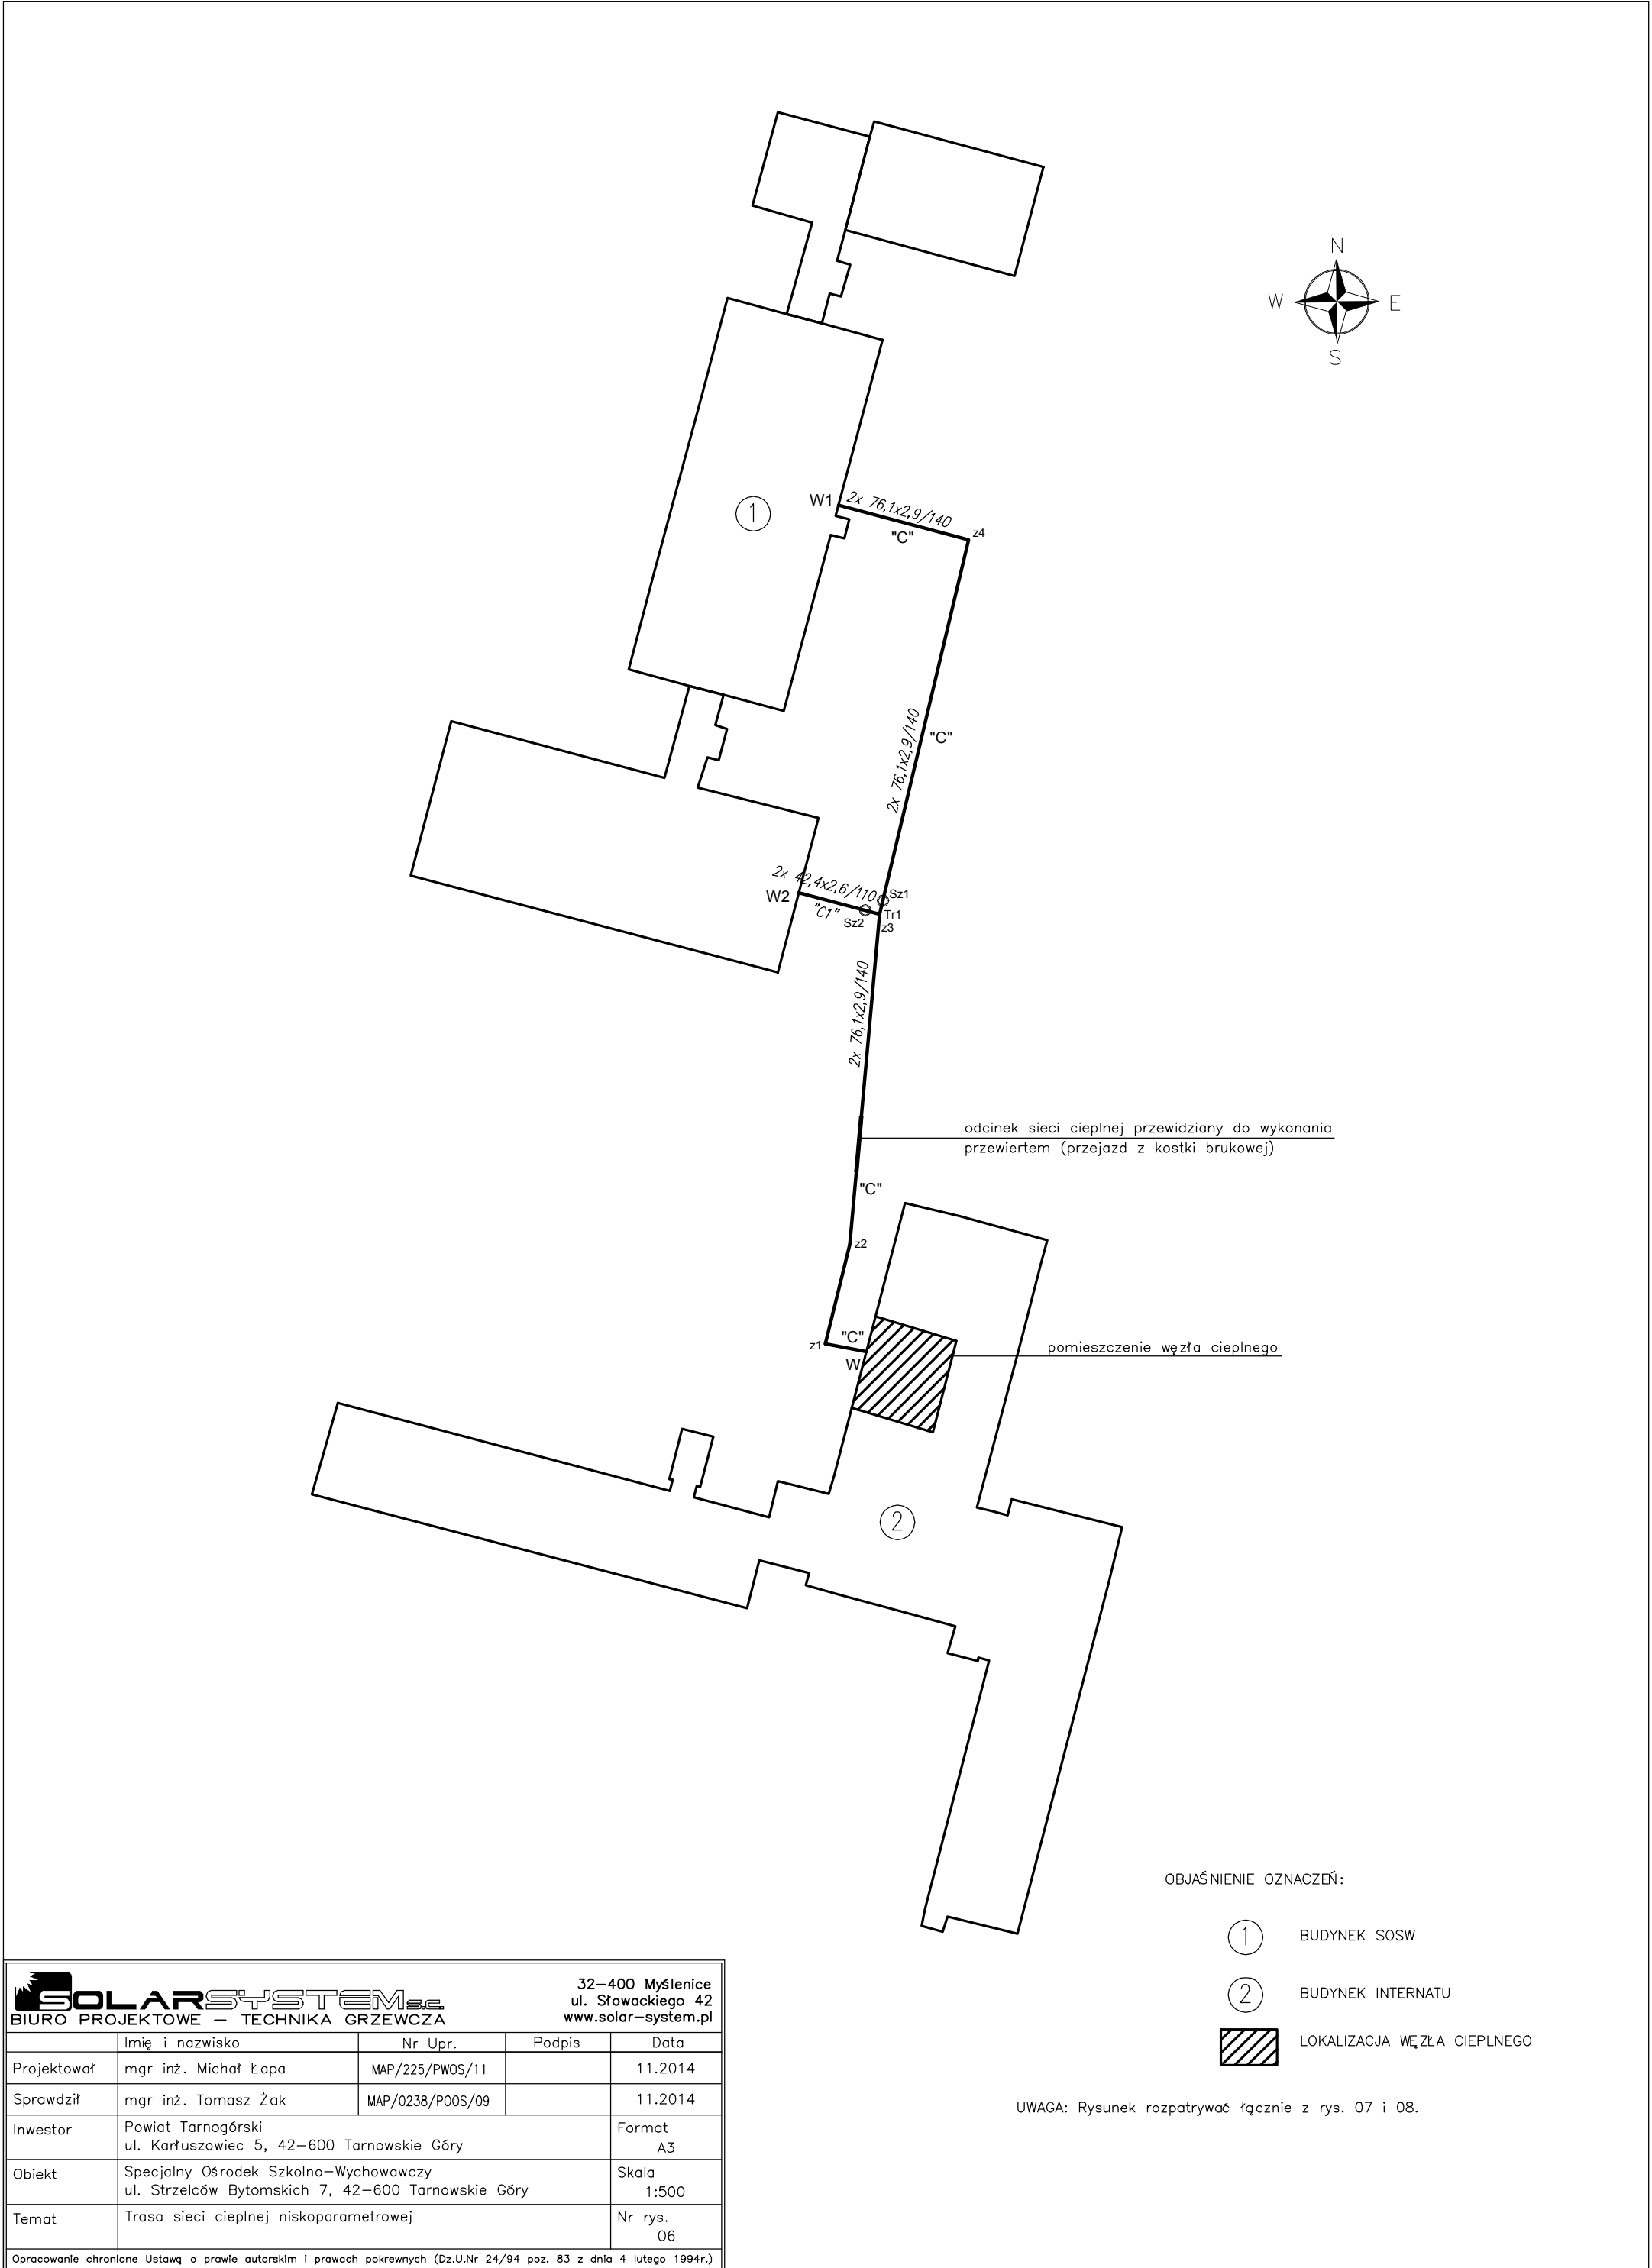 N
W
E
S
W1
2x 76,1x2,9/140
"C"
z4
1
2x 76,1x2,9/140
"C"
2x 42,4x2,6/110
W2
"C1"
Sz2
Sz1
Tr1
z3
2x 76,1x2,9/140
odcinek sieci cieplnej przewidziany do wykonania
przewiertem (przejazd z kostki brukowej)
"C"
z2
"C"
z1
W
pomieszczenie węzła cieplnego
2
OBJAŚNIENIE OZNACZEŃ:
1 BUDYNEK SOSW
2 BUDYNEK INTERNATU
LOKALIZACJA WĘZŁA CIEPLNEGO
UWAGA: Rysunek rozpatrywać łącznie z rys. 07 i 08.
SOLARSYSTEM s.c.
BIURO PROJEKTOWE – TECHNIKA GRZEWCZA
32–400 Myślenice
ul. Słowackiego 42
www.solar–system.pl
Imię i nazwisko Nr Upr. Podpis Data
Projektował mgr inż. Michał Łapa MAP/225/PWOS/11 11.2014
Sprawdził mgr inż. Tomasz Żak MAP/0238/POOS/09 11.2014
Inwestor Powiat Tarnogórski
ul. Karłuszowiec 5, 42–600 Tarnowskie Góry
Format
A3
Obiekt Specjalny Ośrodek Szkolno–Wychowawczy
ul. Strzelców Bytomskich 7, 42–600 Tarnowskie Góry
Skala
1:500
Temat Trasa sieci cieplnej niskoparametrowej
Nr rys.
06
Opracowanie chronione Ustawą o prawie autorskim i prawach pokrewnych (Dz.U.Nr 24/94 poz. 83 z dnia 4 lutego 1994r.)